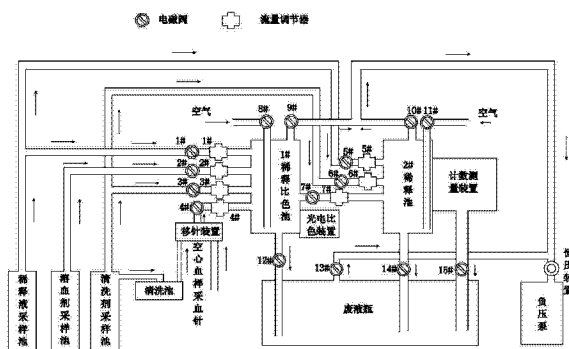 电磁阀 流量调节器
空气 8# 9# 10# 11# 空气
1# 1#
2# 2#
3# 3#
4# 4#
5# 5#
6# 6#
7# 7#
1#稀释比色池
2#稀释池
计数测量装置
光电比色装置
移针装置
空心血样采血针
12# 13# 14# 15#
恒压装置
稀释液采样池
溶血剂采样池
清洗剂采样池
清洗池
废液瓶
负压泵